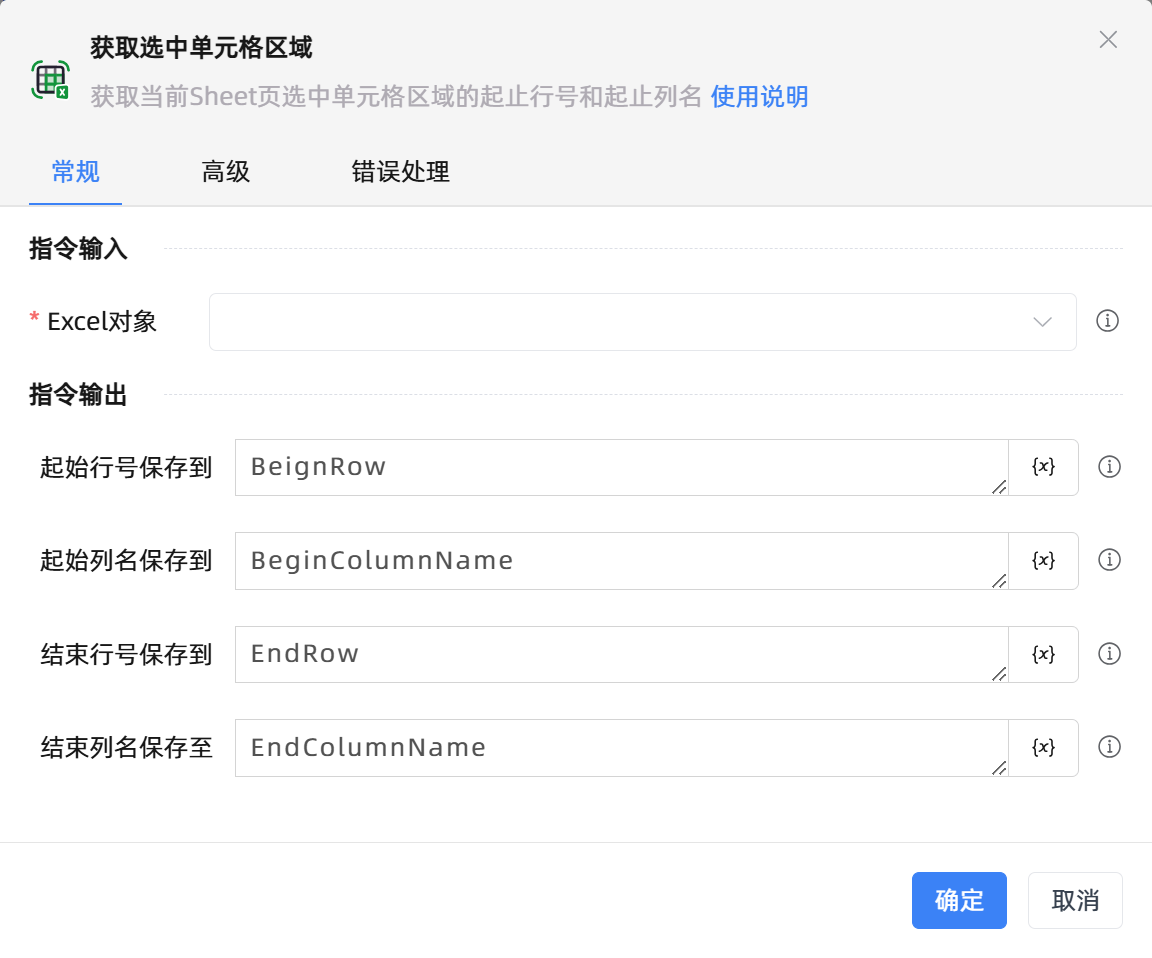 获取选中单元格区域
获取当前Sheet页选中单元格区域的起止行号和起止列名 使用说明
常规 高级 错误处理
指令输入
* Excel对象
指令输出
起始行号保存到 BeignRow {x}
起始列名保存到 BeginColumnName {x}
结束行号保存到 EndRow {x}
结束列名保存至 EndColumnName {x}
确定 取消